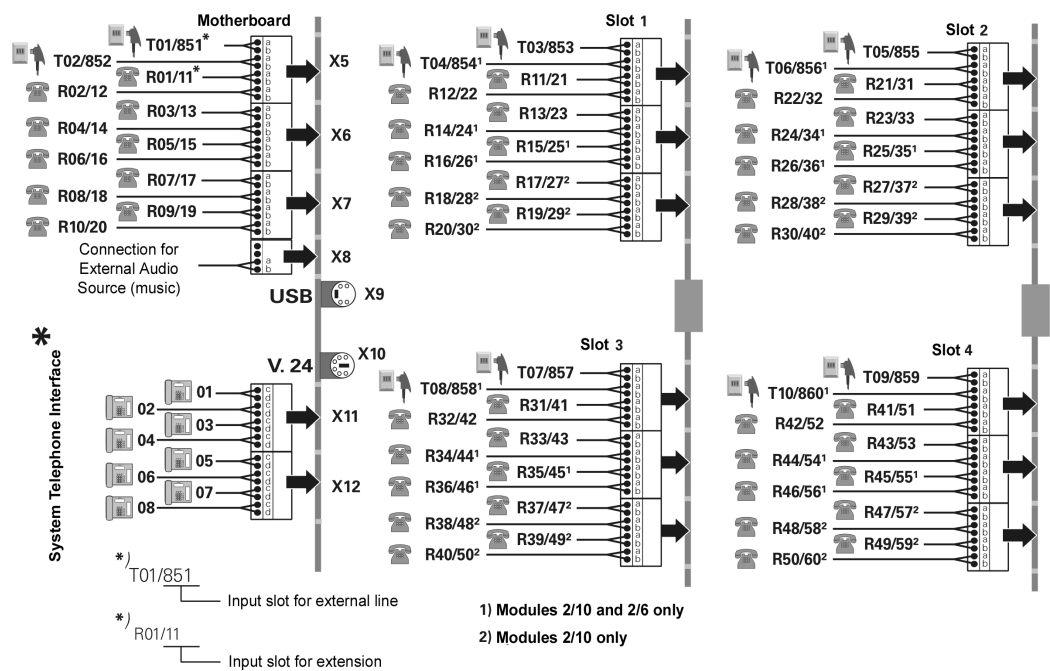 Motherboard
T01/851*
T02/852
R01/11*
R02/12
X5
R03/13
R04/14
R05/15
R06/16
X6
R07/17
R08/18
R09/19
R10/20
X7
Connection for
External Audio
Source (music)
X8
USB
X9
V. 24
X10
a
b
a
b
a
b
a
b
a
b
a
b
a
b
a
b
a
b
a
b
a
b
a
b
a
b
*
System Telephone Interface
01
02
03
04
X11
05
06
07
08
X12
c
d
c
d
c
d
c
d
c
d
c
d
c
d
c
d
*)
T01/851
Input slot for external line
*)
R01/11
Input slot for extension
Slot 1
T03/853
T04/854¹
R11/21
R12/22
R13/23
R14/24¹
R15/25¹
R16/26¹
R17/27²
R18/28²
R19/29²
R20/30²
a
b
a
b
a
b
a
b
a
b
a
b
a
b
a
b
a
b
a
b
a
b
a
b
Slot 2
T05/855
T06/856¹
R21/31
R22/32
R23/33
R24/34¹
R25/35¹
R26/36¹
R27/37²
R28/38²
R29/39²
R30/40²
a
b
a
b
a
b
a
b
a
b
a
b
a
b
a
b
a
b
a
b
a
b
a
b
Slot 3
T07/857
T08/858¹
R31/41
R32/42
R33/43
R34/44¹
R35/45¹
R36/46¹
R37/47²
R38/48²
R39/49²
R40/50²
a
b
a
b
a
b
a
b
a
b
a
b
a
b
a
b
a
b
a
b
a
b
a
b
Slot 4
T09/859
T10/860¹
R41/51
R42/52
R43/53
R44/54¹
R45/55¹
R46/56¹
R47/57²
R48/58²
R49/59²
R50/60²
a
b
a
b
a
b
a
b
a
b
a
b
a
b
a
b
a
b
a
b
a
b
a
b
1) Modules 2/10 and 2/6 only
2) Modules 2/10 only